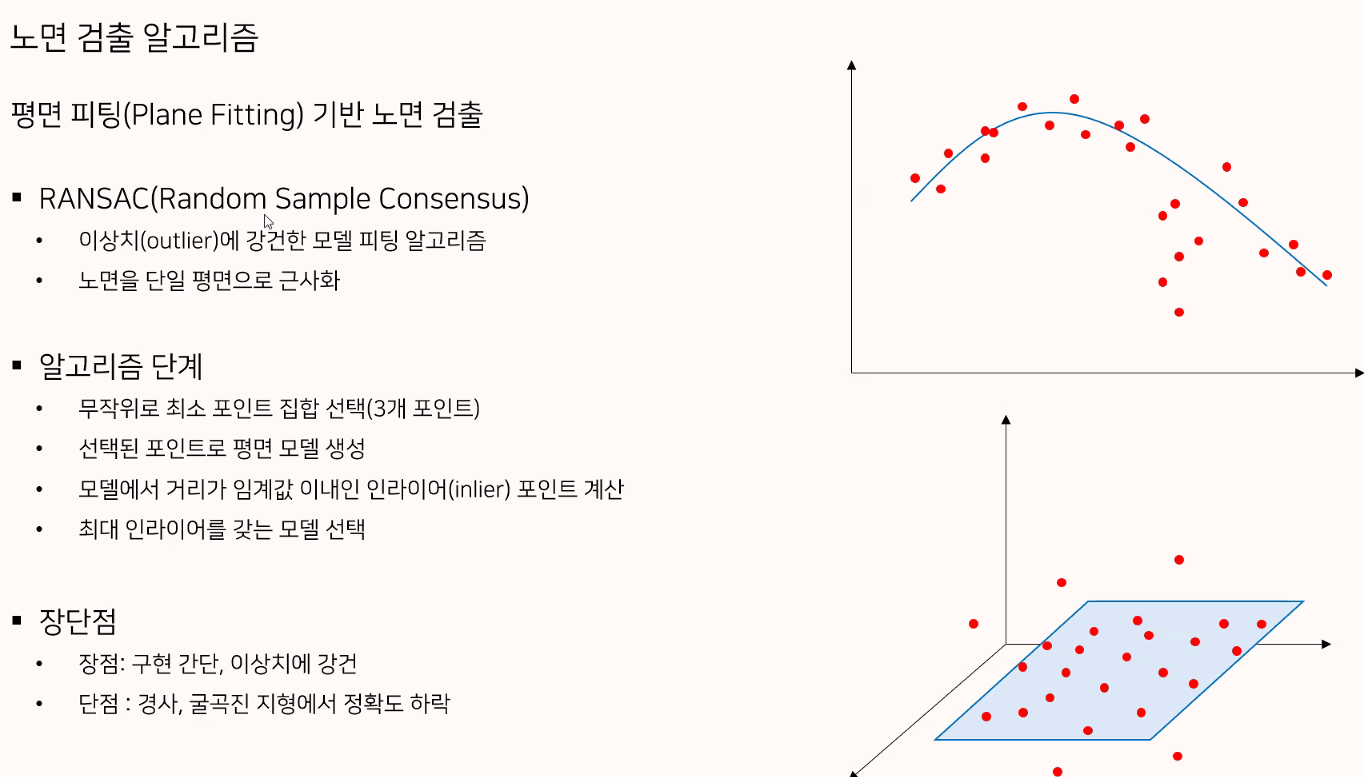 노면 검출 알고리즘
평면 피팅(Plane Fitting) 기반 노면 검출
▪ RANSAC(Random Sample Consensus)
• 이상치(outlier)에 강건한 모델 피팅 알고리즘
• 노면을 단일 평면으로 근사화
▪ 알고리즘 단계
• 무작위로 최소 포인트 집합 선택(3개 포인트)
• 선택된 포인트로 평면 모델 생성
• 모델에서 거리가 임계값 이내인 인라이어(inlier) 포인트 계산
• 최대 인라이어를 갖는 모델 선택
▪ 장단점
• 장점: 구현 간단, 이상치에 강건
• 단점 : 경사, 굴곡진 지형에서 정확도 하락